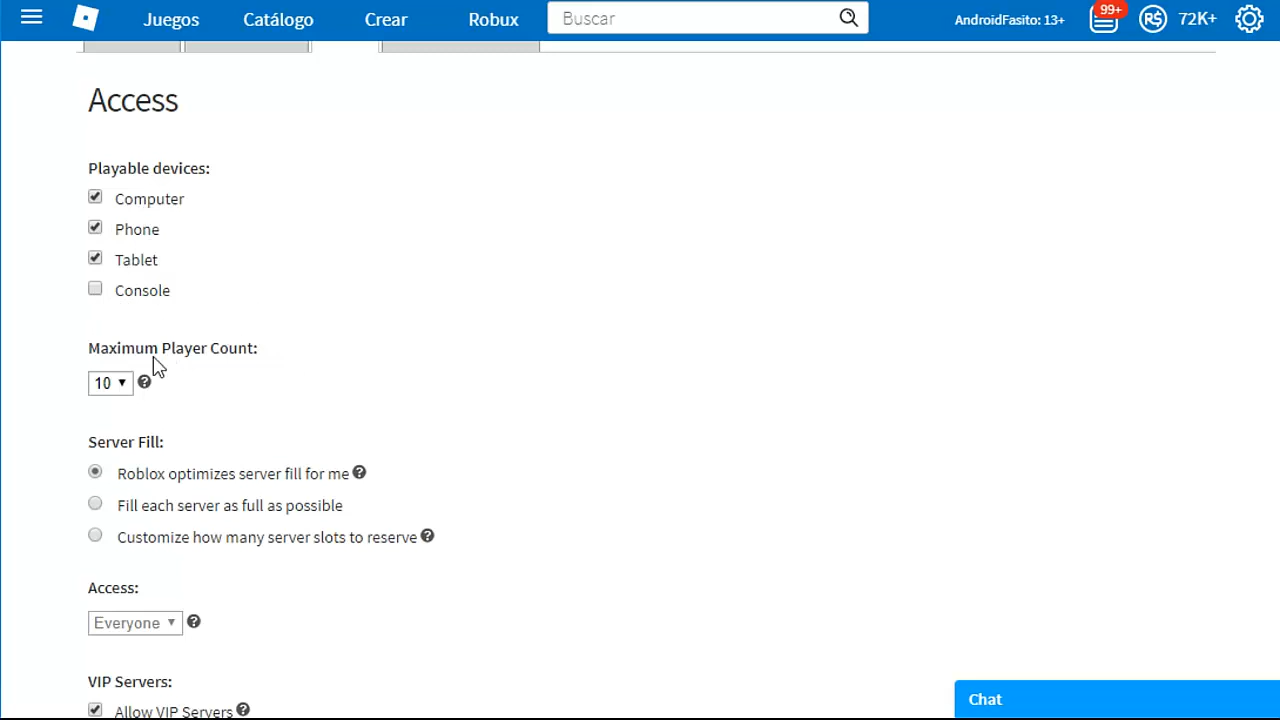 Juegos Catálogo Crear Robux Buscar AndroidFasito: 13+ 99+ R$ 72K+
Access
Playable devices:
Computer
Phone
Tablet
Console
Maximum Player Count:
10
Server Fill:
Roblox optimizes server fill for me
Fill each server as full as possible
Customize how many server slots to reserve
Access:
Everyone
VIP Servers:
Chat
Allow VIP Servers